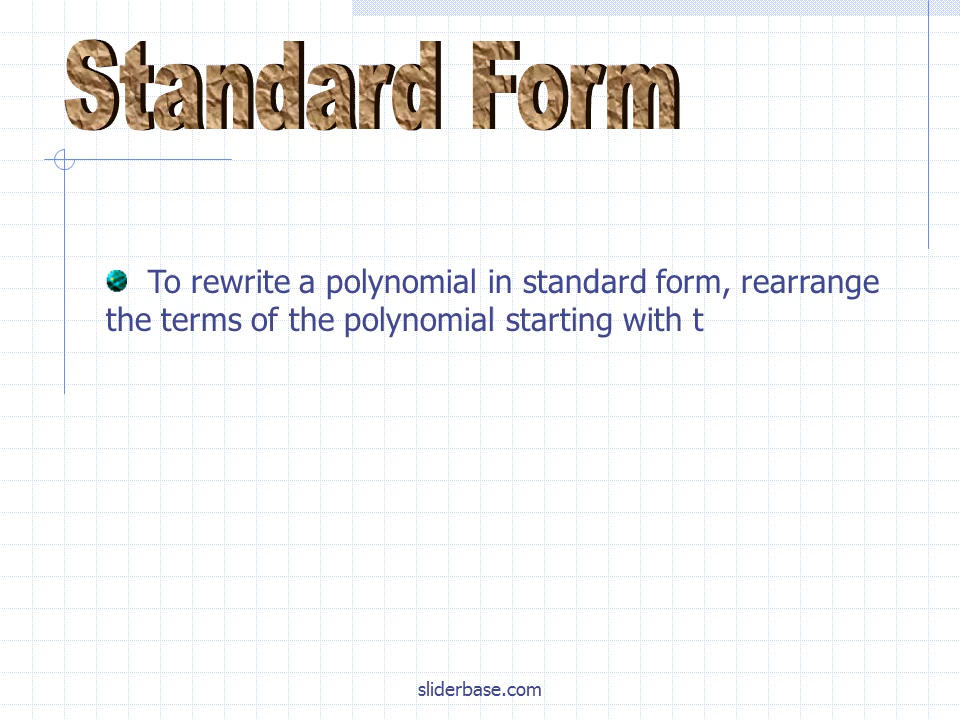 Standard Form
To rewrite a polynomial in standard form, rearrange
the terms of the polynomial starting with t
sliderbase.com